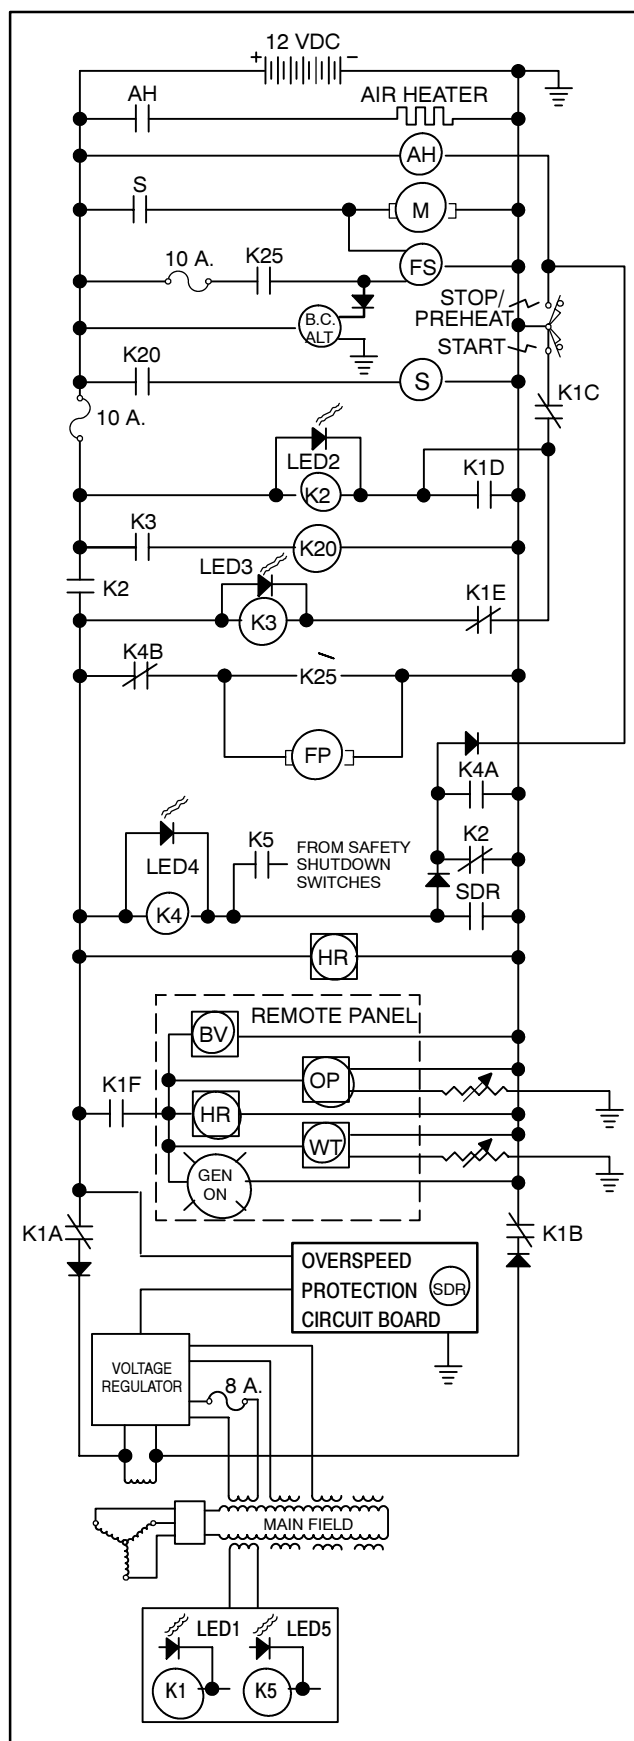 12 VDC
+ −
AH
AIR HEATER
AH
S
M
10 A.
K25
FS
STOP/
PREHEAT
B.C.
ALT
START
K20
S
K1C
10 A.
LED2
K1D
K2
K3
K20
LED3
K2
K1E
K3
K4B
K25
FP
K4A
LED4
K5
FROM SAFETY
SHUTDOWN
SWITCHES
K2
SDR
K4
HR
REMOTE PANEL
BV
OP
K1F
HR
WT
GEN
ON
K1A
K1B
OVERSPEED
PROTECTION
CIRCUIT BOARD
SDR
VOLTAGE
REGULATOR
8 A.
MAIN FIELD
LED1
LED5
K1
K5